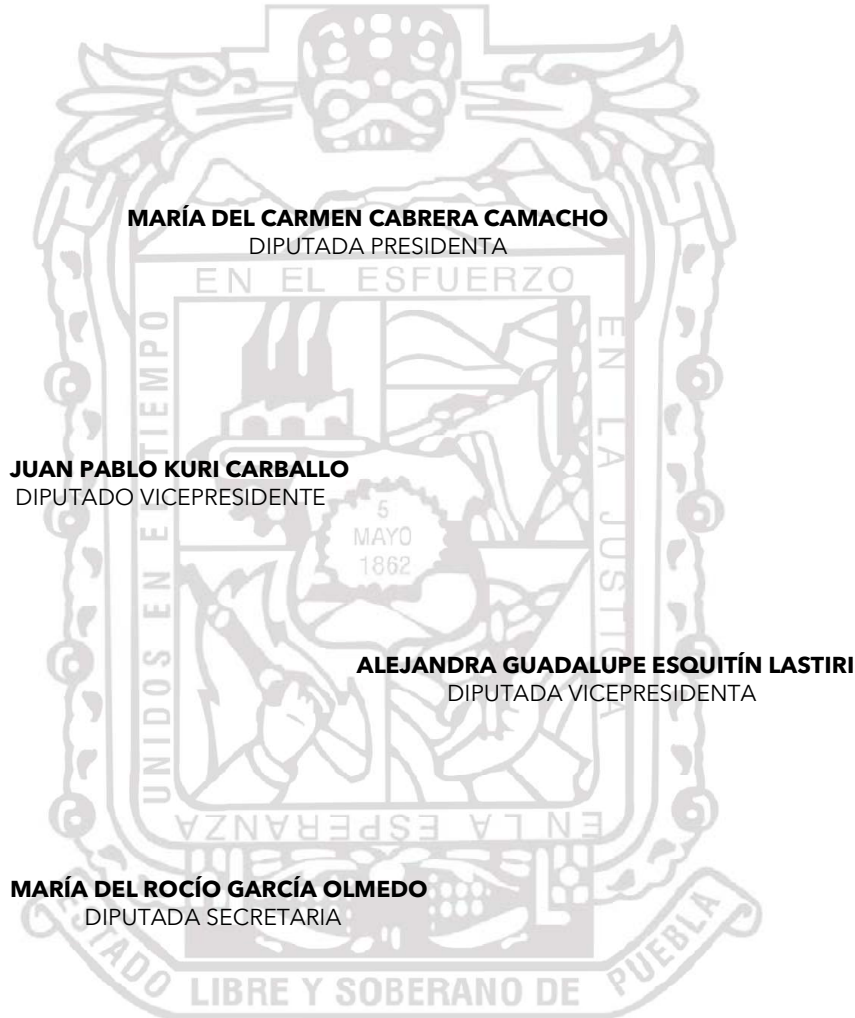 MARÍA DEL CARMEN CABRERA CAMACHO
DIPUTADA PRESIDENTA
EN EL ESFUERZO
EN LA JUSTICIA
UNIDOS EN EL TIEMPO
JUAN PABLO KURI CARBALLO
DIPUTADO VICEPRESIDENTE
5
MAYO
1862
ALEJANDRA GUADALUPE ESQUITÍN LASTIRI
DIPUTADA VICEPRESIDENTA
EN LA ESPERANZA
MARÍA DEL ROCÍO GARCÍA OLMEDO
DIPUTADA SECRETARIA
ESTADO LIBRE Y SOBERANO DE PUEBLA